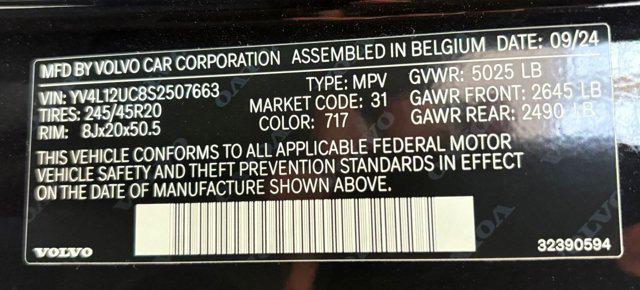 MFD BY VOLVO CAR CORPORATION ASSEMBLED IN BELGIUM DATE: 09/24
VIN: YV4L12UC8S2507663 TYPE: MPV GVWR: 5025 LB
TIRES: 245/45R20 MARKET CODE: 31 GAWR FRONT: 2645 LB
RIM: 8Jx20x50.5 COLOR: 717 GAWR REAR: 2490 LB
THIS VEHICLE CONFORMS TO ALL APPLICABLE FEDERAL MOTOR
VEHICLE SAFETY AND THEFT PREVENTION STANDARDS IN EFFECT
ON THE DATE OF MANUFACTURE SHOWN ABOVE.
VOLVO 32390594